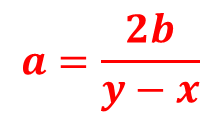 a = 2b / (y − x)